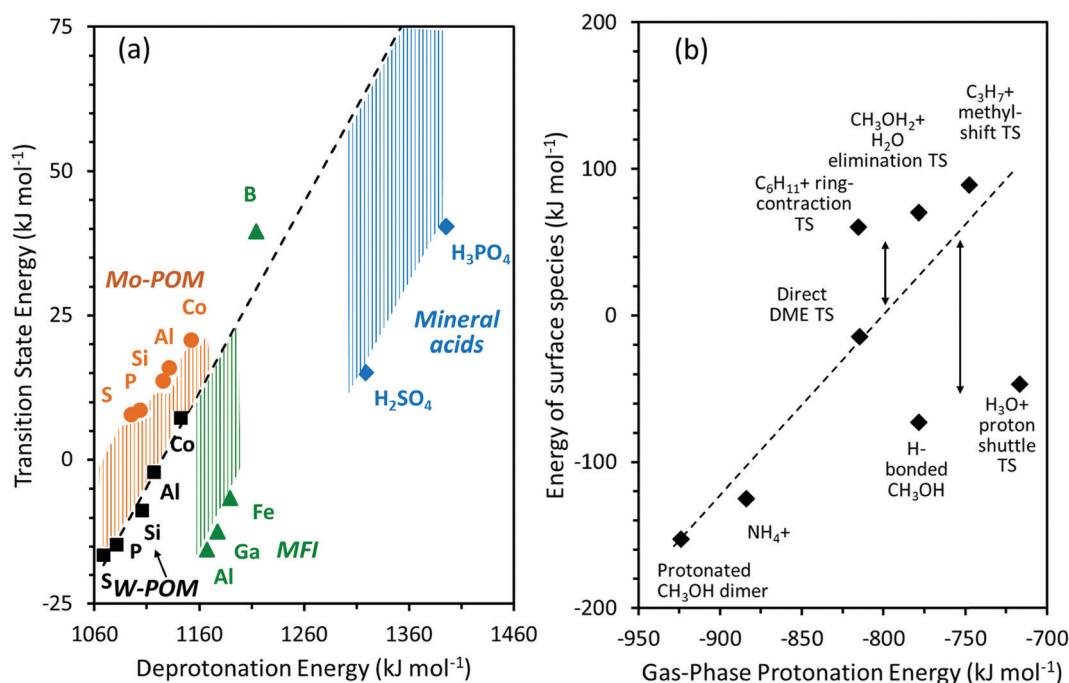 (a)
75
50
25
0
-25
1060
1160
1260
1360
1460
Transition State Energy (kJ mol⁻¹)
Deprotonation Energy (kJ mol⁻¹)
B
Mo-POM
Co
Al
Si
P
S
H₃PO₄
Mineral
acids
H₂SO₄
Co
Al
Si
P
S
W-POM
Fe
Ga
MFI
Al
(b)
200
100
0
-100
-200
-950
-900
-850
-800
-750
-700
Energy of surface species (kJ mol⁻¹)
Gas-Phase Protonation Energy (kJ mol⁻¹)
C₃H₇+
methyl-
shift TS
CH₃OH₂+
H₂O
elimination TS
C₆H₁₁+ ring-
contraction
TS
Direct
DME TS
H-
bonded
CH₃OH
H₃O+
proton
shuttle
TS
NH₄+
Protonated
CH₃OH dimer